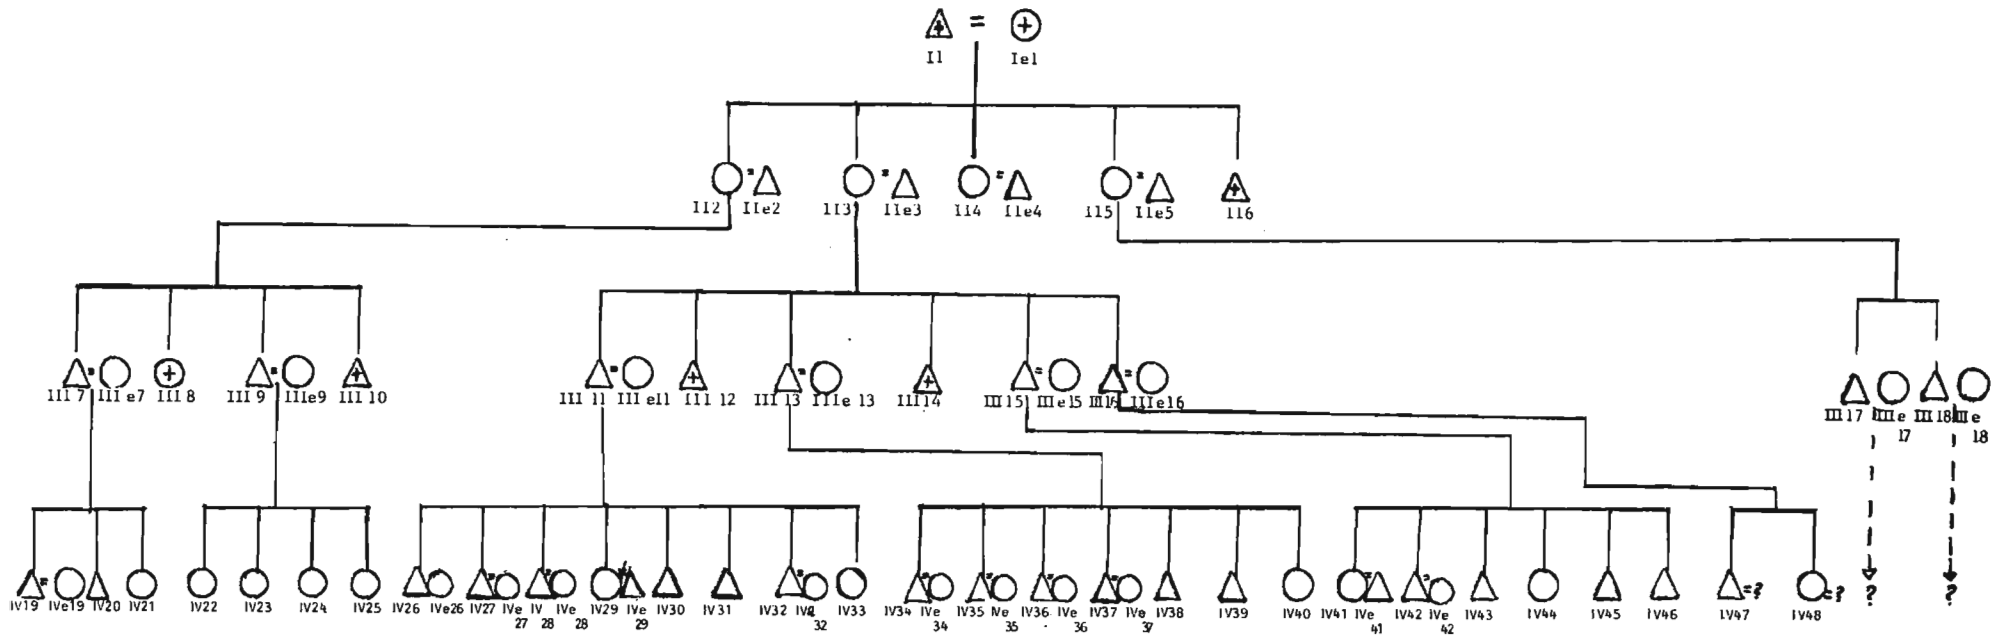 I1 Ie1
II2 IIe2 II3 IIe3 II4 IIe4 II5 IIe5 II6
III 7 III e7 III 8 III 9 IIIe9 III 10 III 11 III e11 III 12 III 13 IIIe 13 III 14 III 15 IIIe15 III16 IIIe16 III 17 IIIe 17 III 18 IIIe 18
IV19 IVe19 IV20 IV21 IV22 IV23 IV24 IV25 IV26 IVe26 IV27 IVe 27 IV 28 IVe 28 IV29 IVe 29 IV30 IV31 IV32 IVe 32 IV33 IV34 IVe 34 IV35 IVe 35 IV36 IVe 36 IV37 IVe 37 IV38 IV39 IV40 IV41 IVe 41 IV42 IVe 42 IV43 IV44 IV45 IV46 IV47 =? IV48 =? ? ?